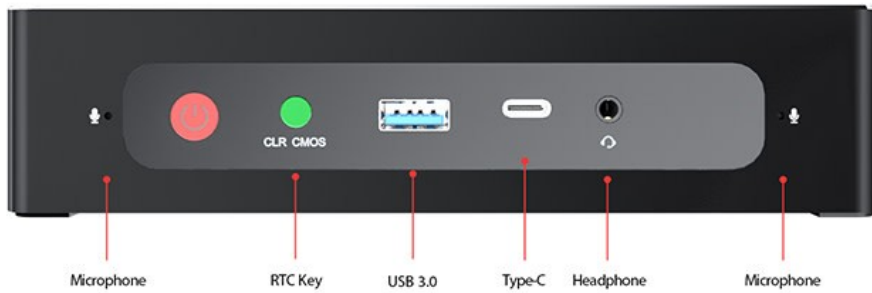 CLR CMOS
Microphone
RTC Key
USB 3.0
Type-C
Headphone
Microphone